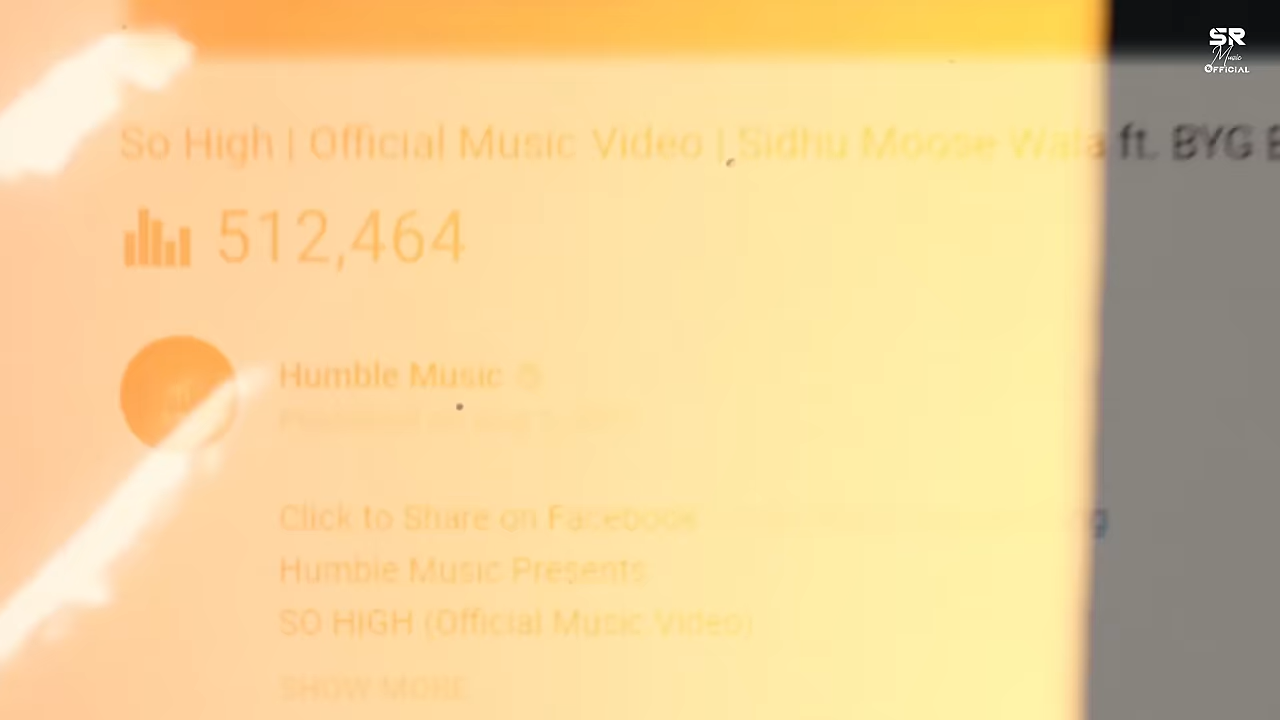 SR
Music
OFFICIAL
So High | Official Music Video | Sidhu Moose Wala ft. BYG
512,464
Humble Music
Click to Share on Facebook
Humble Music Presents
SO HIGH (Official Music Video)
SHOW MORE